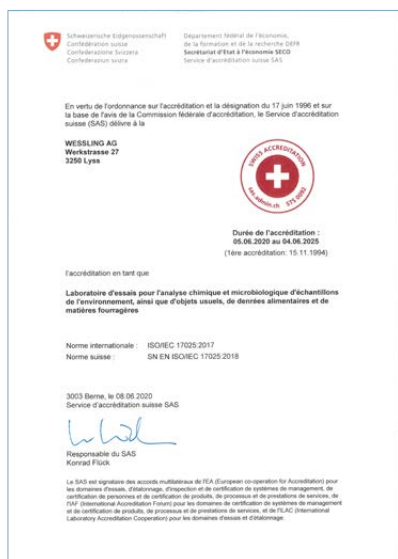 Schweizerische Eidgenossenschaft
Confédération suisse
Confederazione Svizzera
Confederaziun svizra
Département fédéral de l'économie,
de la formation et de la recherche DEFR
Secrétariat d'Etat à l'économie SECO
Service d'accréditation suisse SAS
En vertu de l'ordonnance sur l'accréditation et la désignation du 17 juin 1996 et sur
la base de l'avis de la Commission fédérale d'accréditation, le Service d'accréditation
suisse (SAS) délivre à la
WESSLING AG
Werkstrasse 27
3250 Lyss
SWISS ACCREDITATION
sas.admin.ch STS 0092
Durée de l'accréditation :
05.06.2020 au 04.06.2025
(1ère accréditation: 15.11.1994)
l'accréditation en tant que
Laboratoire d'essais pour l'analyse chimique et microbiologique d'échantillons
de l'environnement, ainsi que d'objets usuels, de denrées alimentaires et de
matières fourragères
Norme internationale : ISO/IEC 17025:2017
Norme suisse : SN EN ISO/IEC 17025:2018
3003 Berne, le 08.06.2020
Service d'accréditation suisse SAS
Responsable du SAS
Konrad Flück
Le SAS est signataire des accords multilatéraux de l'EA (European co-operation for Accreditation) pour
les domaines d'essais, d'étalonnage, d'inspection et de certification de systèmes de management, de
certification de personnes et de certification de produits, de processus et de prestations de services, de
l'IAF (International Accreditation Forum) pour les domaines de certification de systèmes de management
et de certification de produits, de processus et prestations de services, et de l'ILAC (International
Laboratory Accreditation Cooperation) pour les domaines d'essais et d'étalonnage.